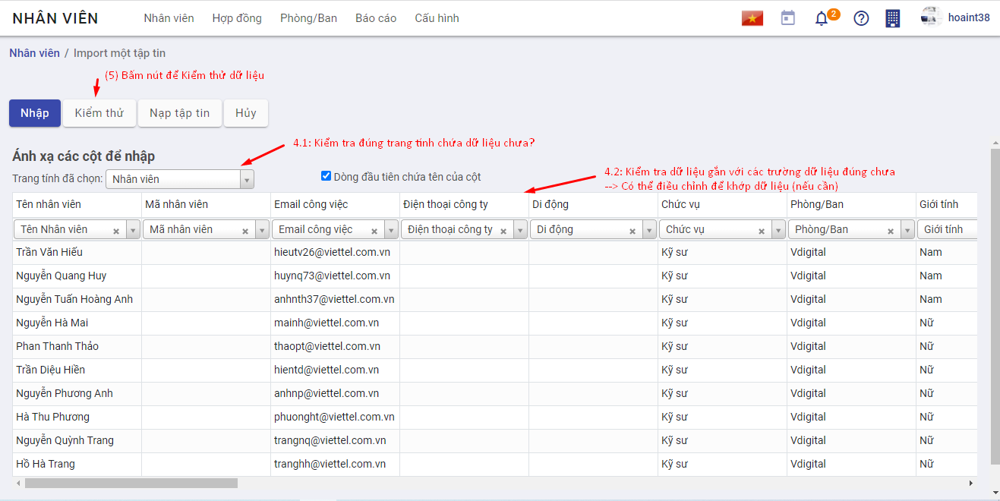 NHÂN VIÊN Nhân viên Hợp đồng Phòng/Ban Báo cáo Cấu hình 2 hoaint38
Nhân viên / Import một tập tin
(5) Bấm nút để Kiểm thử dữ liệu
Nhập Kiểm thử Nạp tập tin Hủy
4.1: Kiểm tra đúng trang tính chứa dữ liệu chưa?
Ánh xạ các cột để nhập
4.2: Kiểm tra dữ liệu gắn với các trường dữ liệu đúng chưa
Trang tính đã chọn: Nhân viên Dòng đầu tiên chứa tên của cột
--> Có thể điều chỉnh để khớp dữ liệu (nếu cần)
Tên nhân viên Mã nhân viên Email công việc Điện thoại công ty Di động Chức vụ Phòng/Ban Giới tính
Tên Nhân viên Mã nhân viên Email công việc Điện thoại công ty Di động Chức vụ Phòng/Ban Giới tính
Trần Văn Hiếu hieutv26@viettel.com.vn Kỹ sư Vdigital Nam
Nguyễn Quang Huy huynq73@viettel.com.vn Kỹ sư Vdigital Nam
Nguyễn Tuấn Hoàng Anh anhnth37@viettel.com.vn Kỹ sư Vdigital Nam
Nguyễn Hà Mai mainh@viettel.com.vn Kỹ sư Vdigital Nữ
Phan Thanh Thảo thaopt@viettel.com.vn Kỹ sư Vdigital Nữ
Trần Diệu Hiền hientd@viettel.com.vn Kỹ sư Vdigital Nữ
Nguyễn Phương Anh anhnp@viettel.com.vn Kỹ sư Vdigital Nữ
Hà Thu Phương phuonght@viettel.com.vn Kỹ sư Vdigital Nữ
Nguyễn Quỳnh Trang trangnq@viettel.com.vn Kỹ sư Vdigital Nữ
Hồ Hà Trang tranghh@viettel.com.vn Kỹ sư Vdigital Nữ